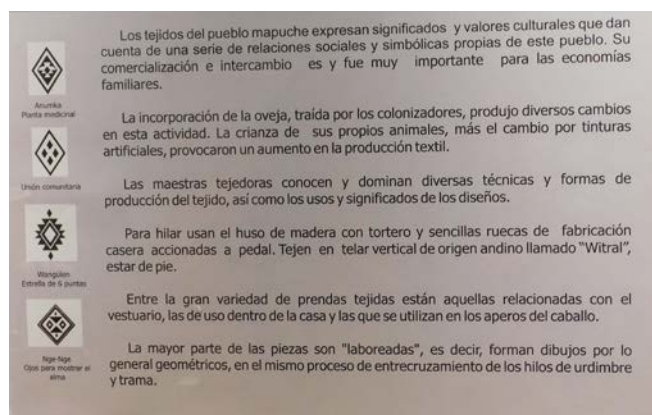 Los tejidos del pueblo mapuche expresan significados y valores culturales que dan
cuenta de una serie de relaciones sociales y simbólicas propias de este pueblo. Su
comercialización e intercambio es y fue muy importante para las economías
familiares.
La incorporación de la oveja, traída por los colonizadores, produjo diversos cambios
en esta actividad. La crianza de sus propios animales, más el cambio por tinturas
artificiales, provocaron un aumento en la producción textil.
Las maestras tejedoras conocen y dominan diversas técnicas y formas de
producción del tejido, así como los usos y significados de los diseños.
Para hilar usan el huso de madera con tortero y sencillas ruecas de fabricación
casera accionadas a pedal. Tejen en telar vertical de origen andino llamado "Witral",
estar de pie.
Entre la gran variedad de prendas tejidas están aquellas relacionadas con el
vestuario, las de uso dentro de la casa y las que se utilizan en los aperos del caballo.
La mayor parte de las piezas son "laboreadas", es decir, forman dibujos por lo
general geométricos, en el mismo proceso de entrecruzamiento de los hilos de urdimbre
y trama.
Anumka
Planta medicinal
Unión comunitaria
Wangülen
Estrella de 6 puntas
Nge-Nge
Ojos para mostrar el
alma